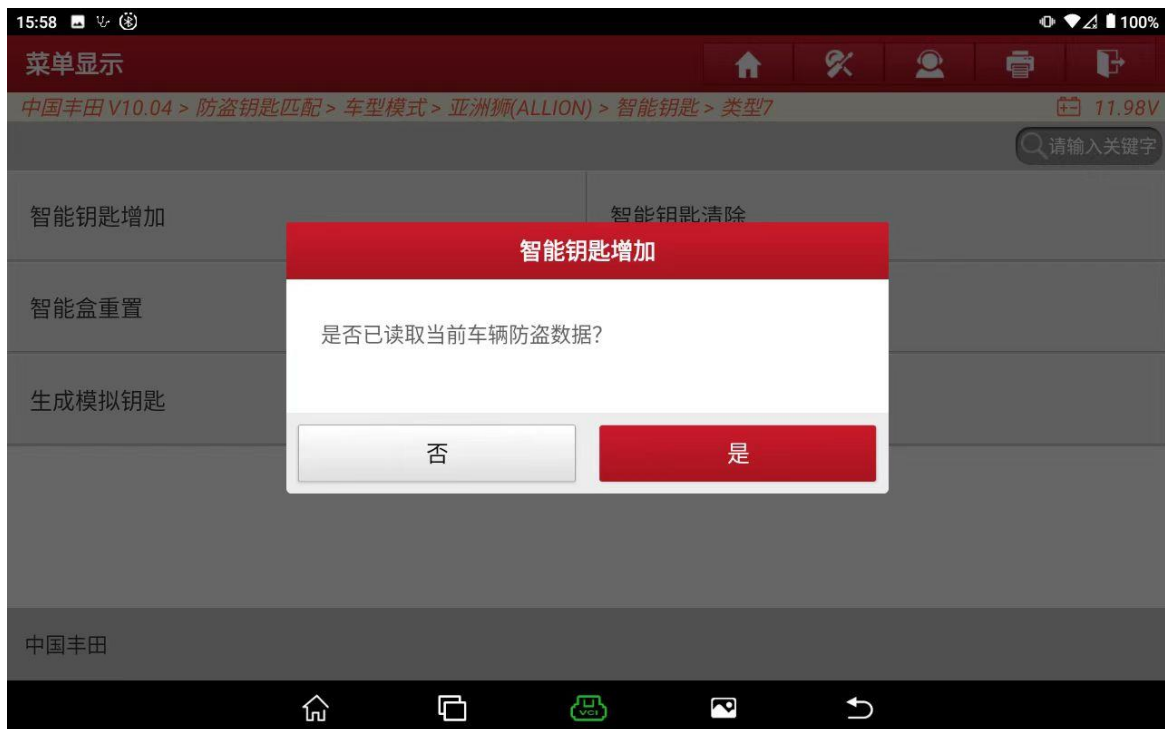 15:58
100%
菜单显示
中国丰田 V10.04 > 防盗钥匙匹配 > 车型模式 > 亚洲狮(ALLION) > 智能钥匙 > 类型7
11.98V
请输入关键字
智能钥匙增加
智能钥匙清除
智能钥匙增加
智能盒重置
是否已读取当前车辆防盗数据？
生成模拟钥匙
否
是
中国丰田
VCI